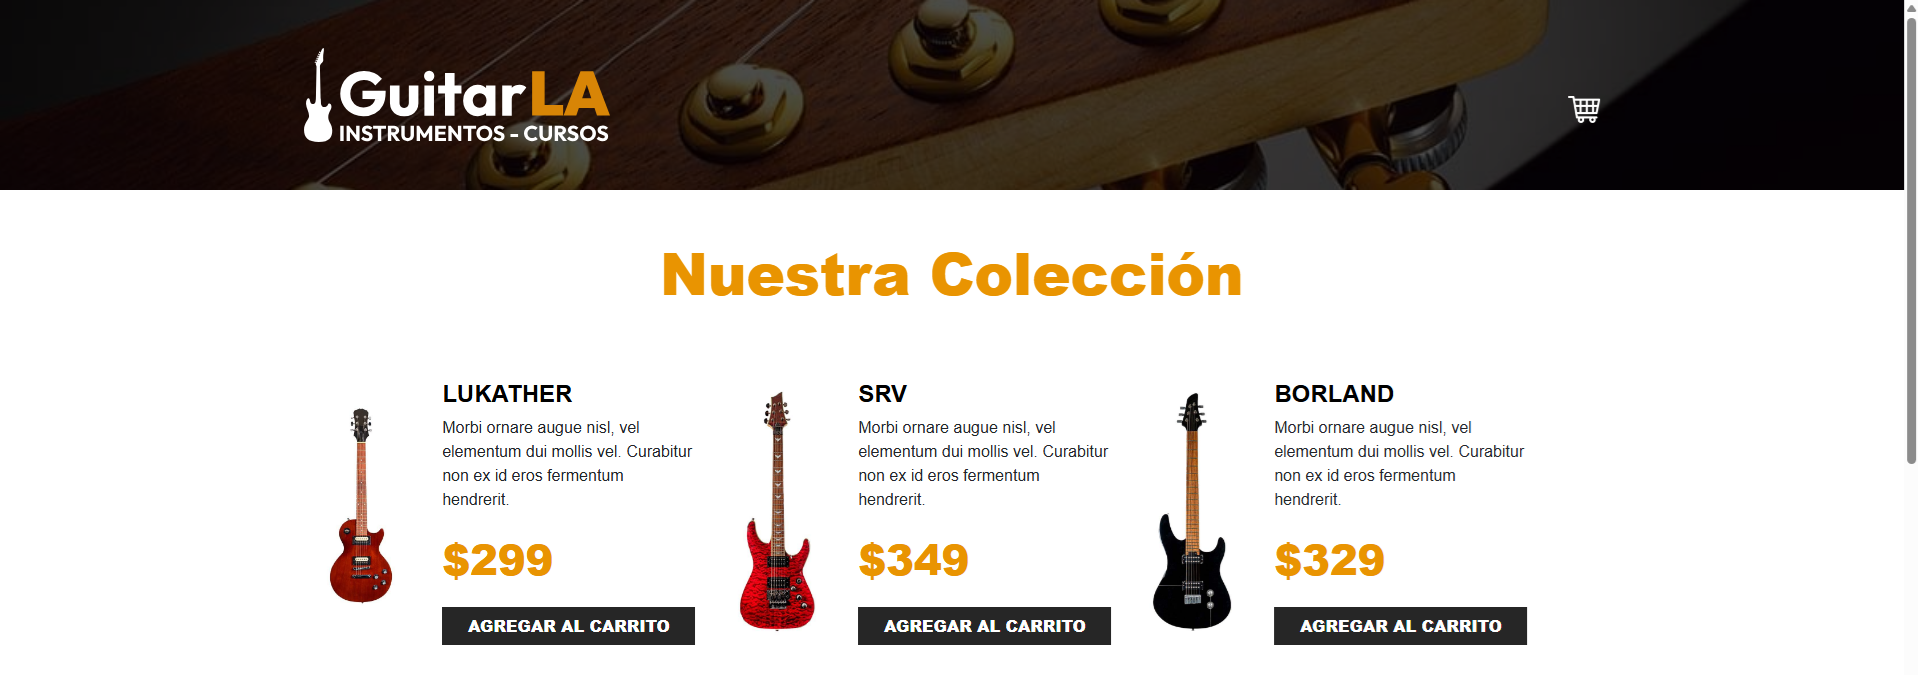 GuitarLA
INSTRUMENTOS - CURSOS
Nuestra Colección
LUKATHER
Morbi ornare augue nisl, vel
elementum dui mollis vel. Curabitur
non ex id eros fermentum
hendrerit.
$299
AGREGAR AL CARRITO
SRV
Morbi ornare augue nisl, vel
elementum dui mollis vel. Curabitur
non ex id eros fermentum
hendrerit.
$349
AGREGAR AL CARRITO
BORLAND
Morbi ornare augue nisl, vel
elementum dui mollis vel. Curabitur
non ex id eros fermentum
hendrerit.
$329
AGREGAR AL CARRITO